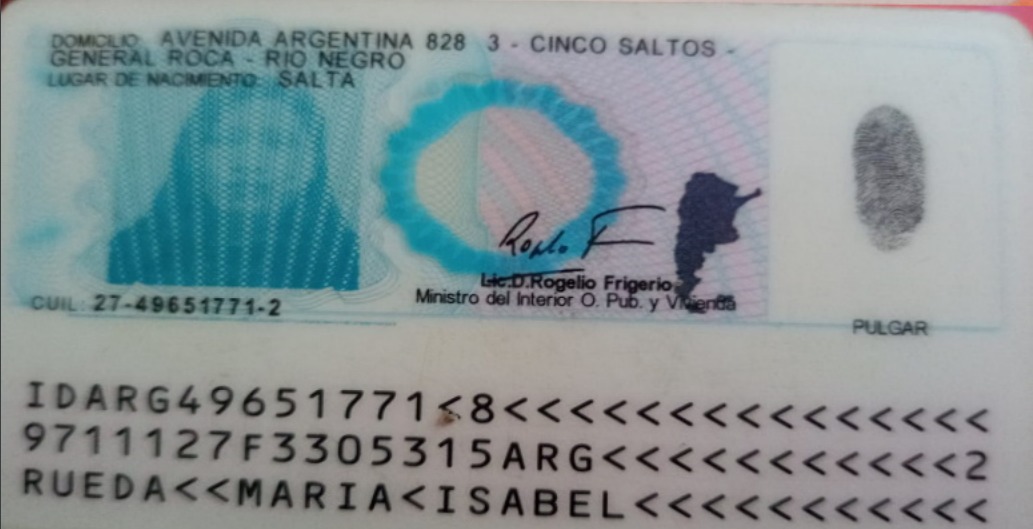 DOMICILIO: AVENIDA ARGENTINA 828 3 - CINCO SALTOS -
GENERAL ROCA - RIO NEGRO
LUGAR DE NACIMIENTO: SALTA
Lic.D.Rogelio Frigerio
Ministro del Interior O. Pub. y Vivienda
CUIL: 27-49651771-2
PULGAR
IDARG49651771<8<<<<<<<<<<<<<<<
9711127F3305315ARG<<<<<<<<<<<2
RUEDA<<MARIA<ISABEL<<<<<<<<<<<